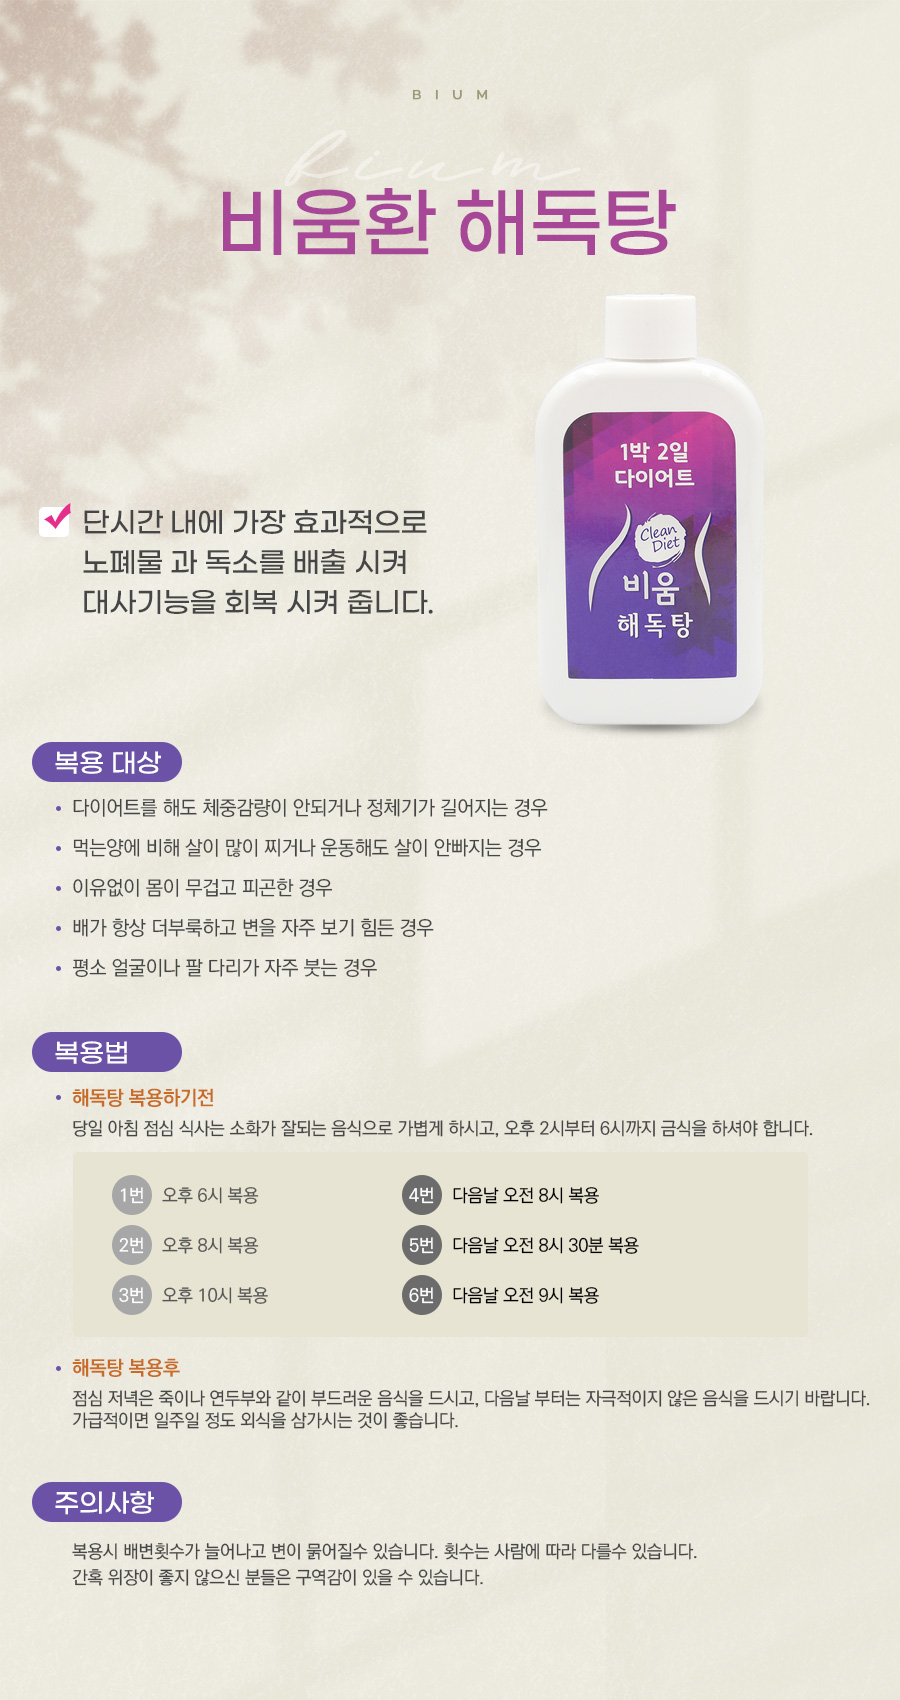 BIUM
bium
비움환 해독탕
1박 2일
다이어트
Clean
Diet
비움
해독탕
단시간 내에 가장 효과적으로
노폐물 과 독소를 배출 시켜
대사기능을 회복 시켜 줍니다.
복용 대상
• 다이어트를 해도 체중감량이 안되거나 정체기가 길어지는 경우
• 먹는양에 비해 살이 많이 찌거나 운동해도 살이 안빠지는 경우
• 이유없이 몸이 무겁고 피곤한 경우
• 배가 항상 더부룩하고 변을 자주 보기 힘든 경우
• 평소 얼굴이나 팔 다리가 자주 붓는 경우
복용법
• 해독탕 복용하기전
당일 아침 점심 식사는 소화가 잘되는 음식으로 가볍게 하시고, 오후 2시부터 6시까지 금식을 하셔야 합니다.
1번 오후 6시 복용
2번 오후 8시 복용
3번 오후 10시 복용
4번 다음날 오전 8시 복용
5번 다음날 오전 8시 30분 복용
6번 다음날 오전 9시 복용
• 해독탕 복용후
점심 저녁은 죽이나 연두부와 같이 부드러운 음식을 드시고, 다음날 부터는 자극적이지 않은 음식을 드시기 바랍니다.
가급적이면 일주일 정도 외식을 삼가시는 것이 좋습니다.
주의사항
복용시 배변횟수가 늘어나고 변이 묽어질수 있습니다. 횟수는 사람에 따라 다를수 있습니다.
간혹 위장이 좋지 않으신 분들은 구역감이 있을 수 있습니다.